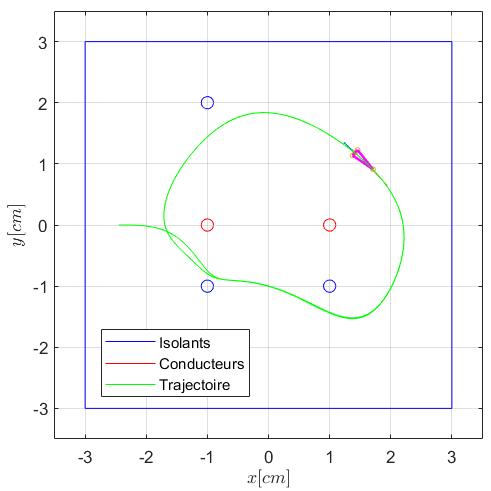 3
2
1
0
-1
-2
-3
y[cm]
Isolants
Conducteurs
Trajectoire
-3 -2 -1 0 1 2 3
x[cm]